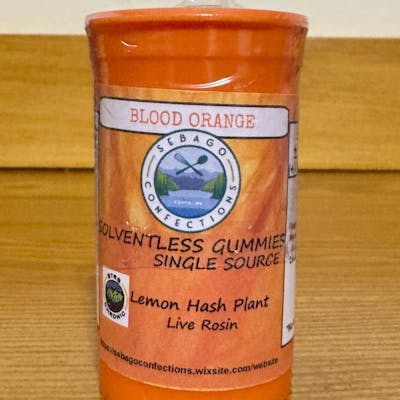 BLOOD ORANGE
SEBAGO
CONFECTIONS
SOLVENTLESS GUMMIES
SINGLE SOURCE
Lemon Hash Plant
Live Rosin
https://sebagoconfections.wixsite.com/website